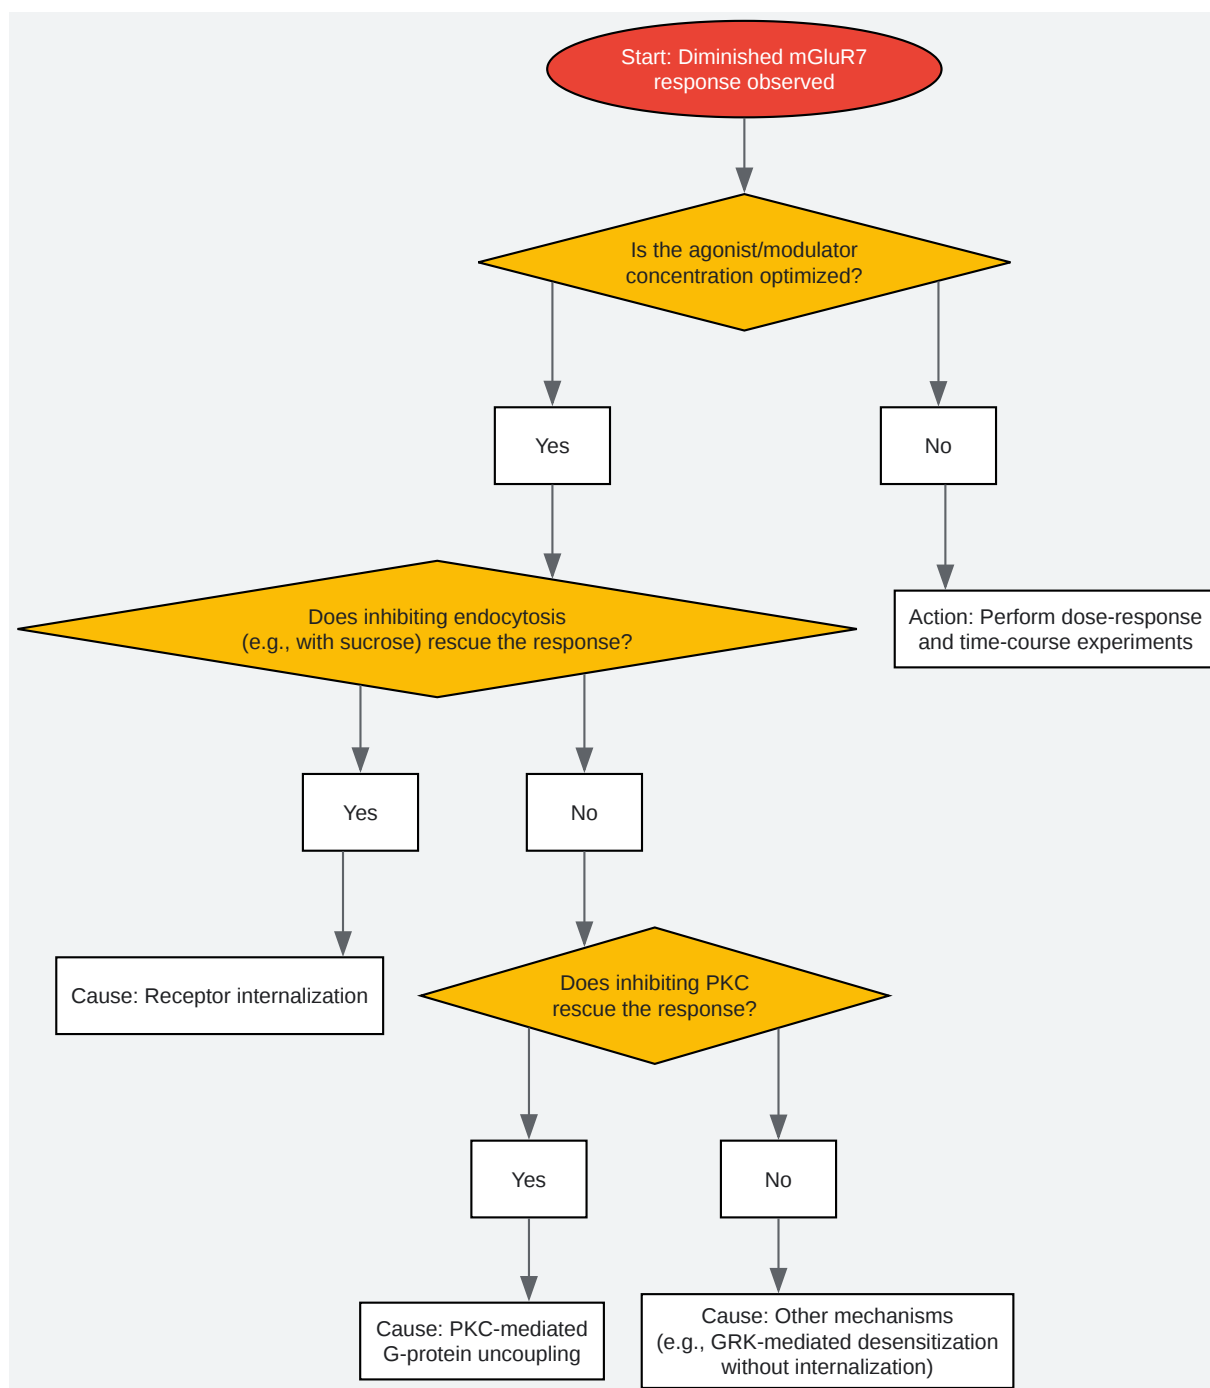 Start: Diminished mGluR7
response observed
Is the agonist/modulator
concentration optimized?
Yes
No
Does inhibiting endocytosis
(e.g., with sucrose) rescue the response?
Action: Perform dose-response
and time-course experiments
Yes
No
Cause: Receptor internalization
Does inhibiting PKC
rescue the response?
Yes
No
Cause: PKC-mediated
G-protein uncoupling
Cause: Other mechanisms
(e.g., GRK-mediated desensitization
without internalization)